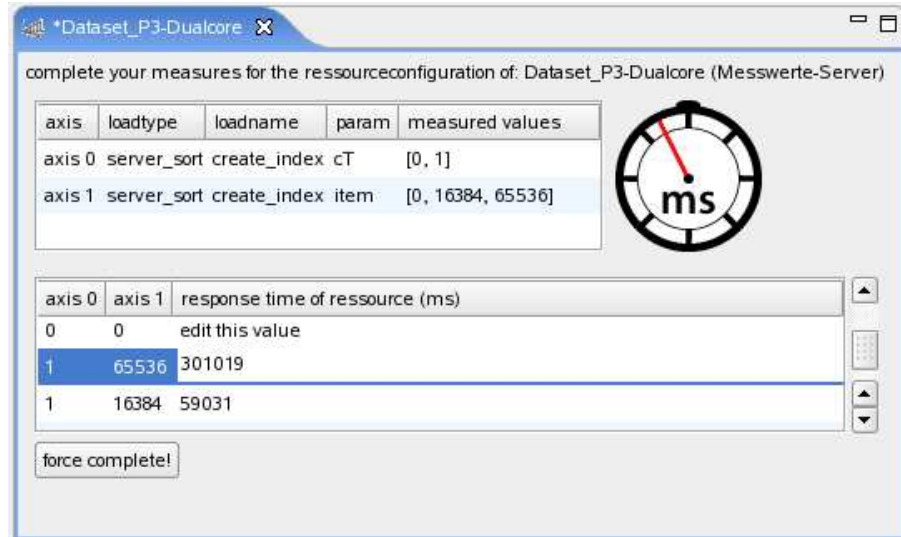 *Dataset_P3-Dualcore
complete your measures for the ressourceconfiguration of: Dataset_P3-Dualcore (Messwerte-Server)
axis loadtype loadname param measured values
axis 0 server_sort create_index cT [0, 1]
axis 1 server_sort create_index item [0, 16384, 65536]
ms
axis 0 axis 1 response time of ressource (ms)
0 0 edit this value
1 65536 301019
1 16384 59031
force complete!